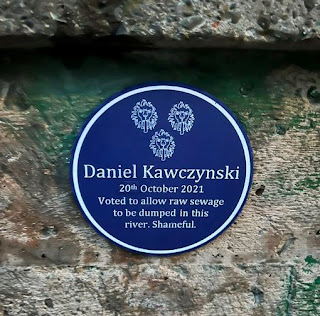 Daniel Kawczynski
20th October 2021
Voted to allow raw sewage
to be dumped in this
river. Shameful.